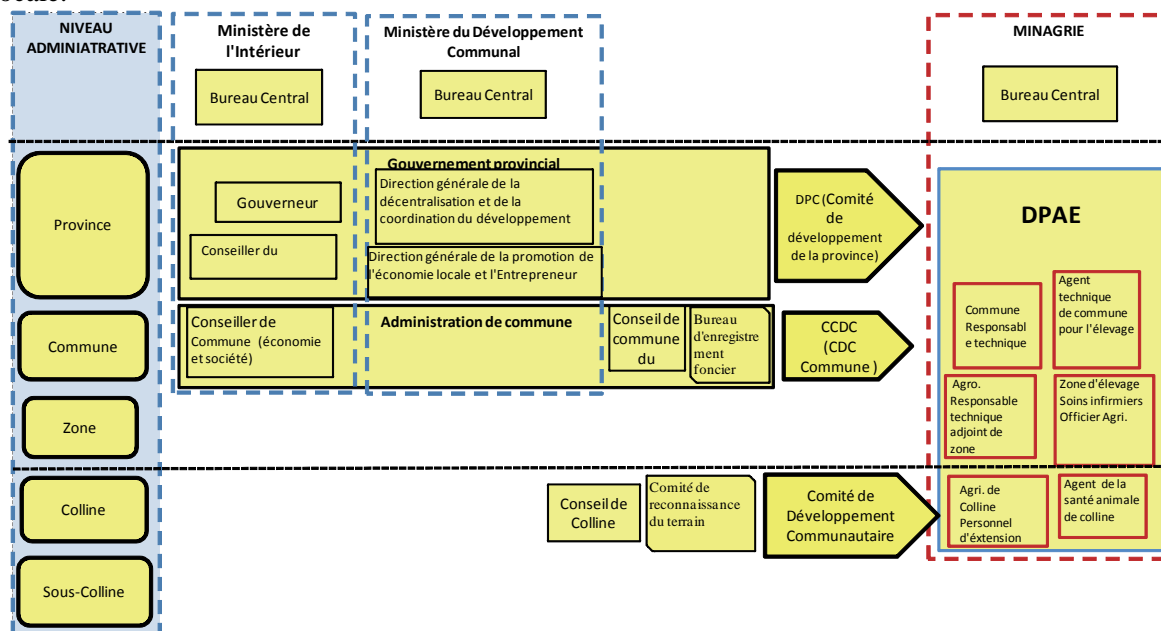 NIVEAU
ADMINIATRATIVE
Ministère de
l'Intérieur
Bureau Central
Ministère du Développement
Communal
Bureau Central
MINAGRIE
Bureau Central
Province
Gouvernement provincial
Gouverneur
Conseiller du
Direction générale de la
décentralisation et de la
coordination du développement
Direction générale de la promotion de
l'économie locale et l'Entrepreneur
DPC (Comité
de
développement
de la province)
DPAE
Commune
Responsabl
e technique
Agent
technique
de commune
pour l'élevage
Commune
Conseiller de
Commune (économie
et société)
Administration de commune
Conseil de
commune
du
Bureau
d'enregistre
ment
foncier
CCDC
(CDC
Commune )
Zone
Agro.
Responsable
technique
adjoint de
zone
Zone d'élevage
Soins infirmiers
Officier Agri.
Colline
Conseil de
Colline
Comité de
reconnaissance
du terrain
Comité de
Développement
Communautaire
Agri. de
Colline
Personnel
d'éxtension
Agent de la
santé animale
de colline
Sous-Colline